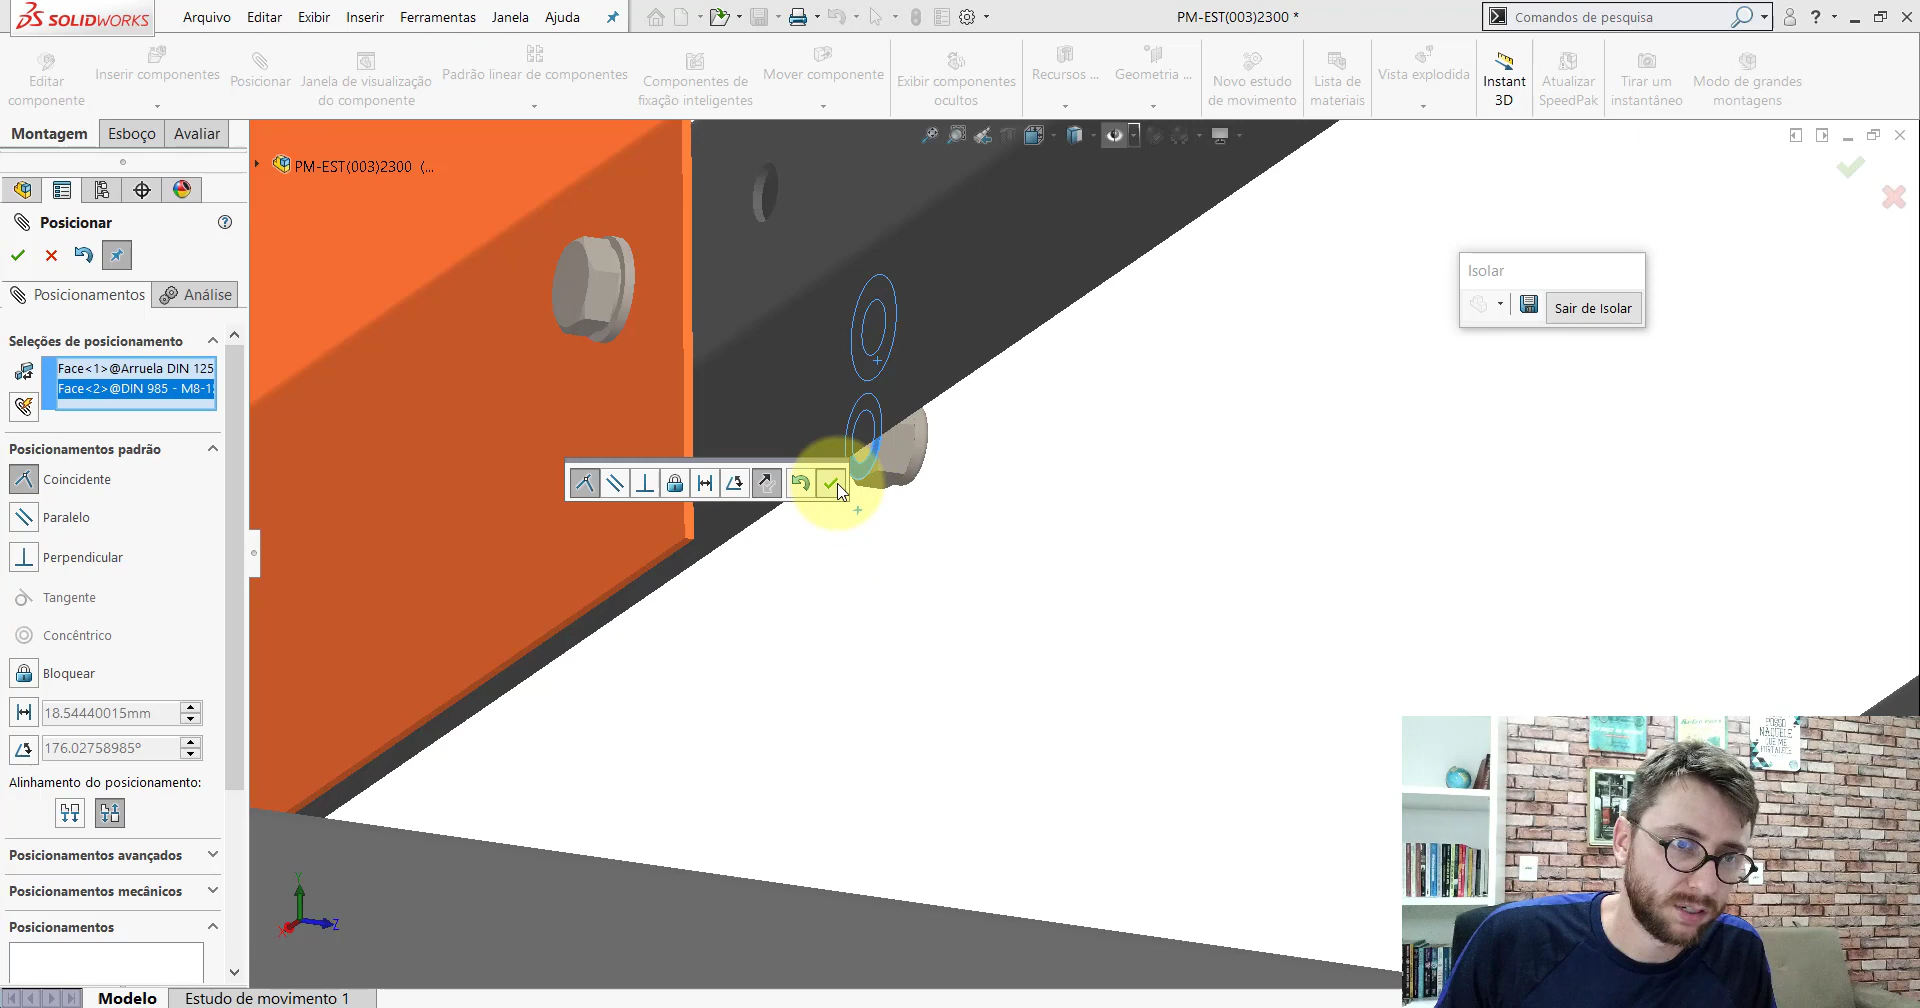 SOLIDWORKS
Arquivo Editar Exibir Inserir Ferramentas Janela Ajuda
PM-EST(003)2300 *
Comandos de pesquisa
Editar componente
Inserir componentes
Posicionar
Janela de visualização do componente
Padrão linear de componentes
Componentes de fixação inteligentes
Mover componente
Exibir componentes ocultos
Recursos ...
Geometria ...
Novo estudo de movimento
Lista de materiais
Vista explodida
Instant 3D
Atualizar SpeedPak
Tirar um instantâneo
Modo de grandes montagens
Montagem Esboço Avaliar
PM-EST(003)2300 (...
Posicionar
Posicionamentos Análise
Isolar
Sair de Isolar
Seleções de posicionamento
Face<1>@Arruela DIN 125
Face<2>@DIN 985 - M8-1
Posicionamentos padrão
Coincidente
Paralelo
Perpendicular
Tangente
Concêntrico
Bloquear
18.54440015mm
176.02758985°
Alinhamento do posicionamento:
Posicionamentos avançados
Posicionamentos mecânicos
Posicionamentos
Y
Z
X
Modelo Estudo de movimento 1